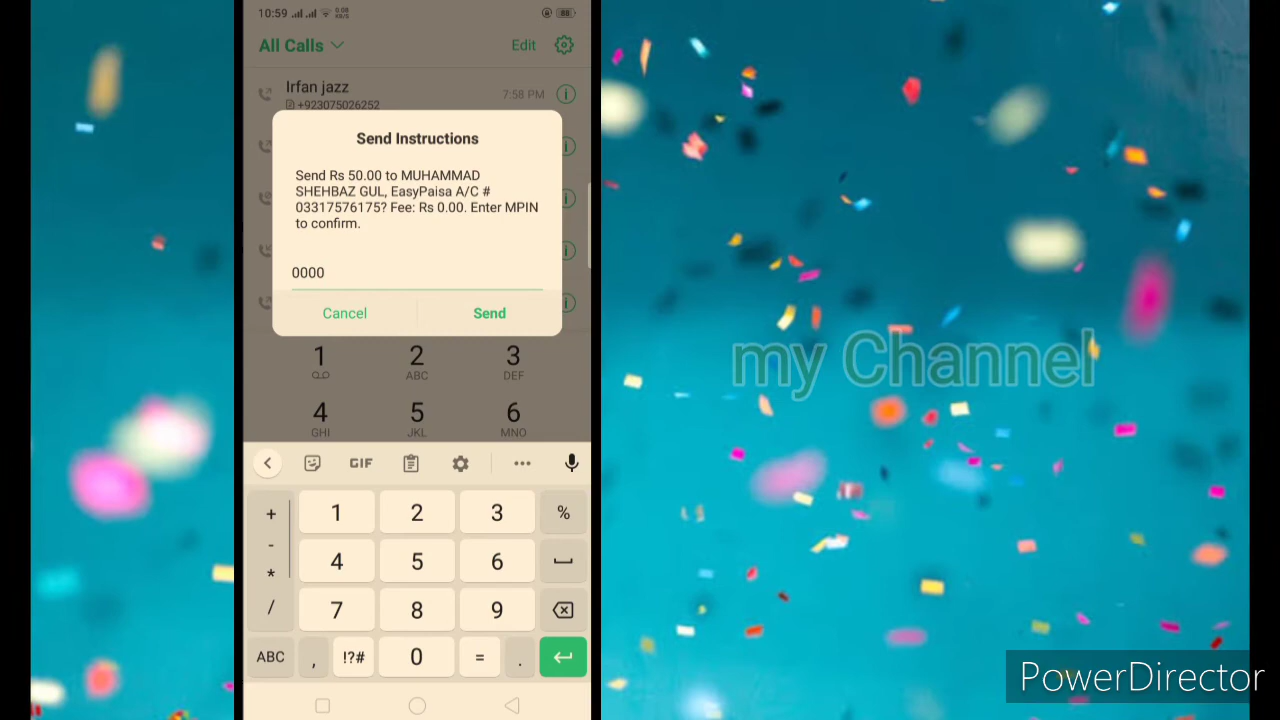 10:59 0.08 KB/S 88
All Calls Edit
Irfan jazz
7:58 PM
+923075026252
Send Instructions
Send Rs 50.00 to MUHAMMAD
SHEHBAZ GUL, EasyPaisa A/C #
03317576175? Fee: Rs 0.00. Enter MPIN
to confirm.
0000
Cancel Send
1 2 3
ABC DEF
4 5 6
GHI JKL MNO
GIF
+ 1 2 3 %
-
* 4 5 6
/ 7 8 9
ABC , !?# 0 = .
my Channel
PowerDirector